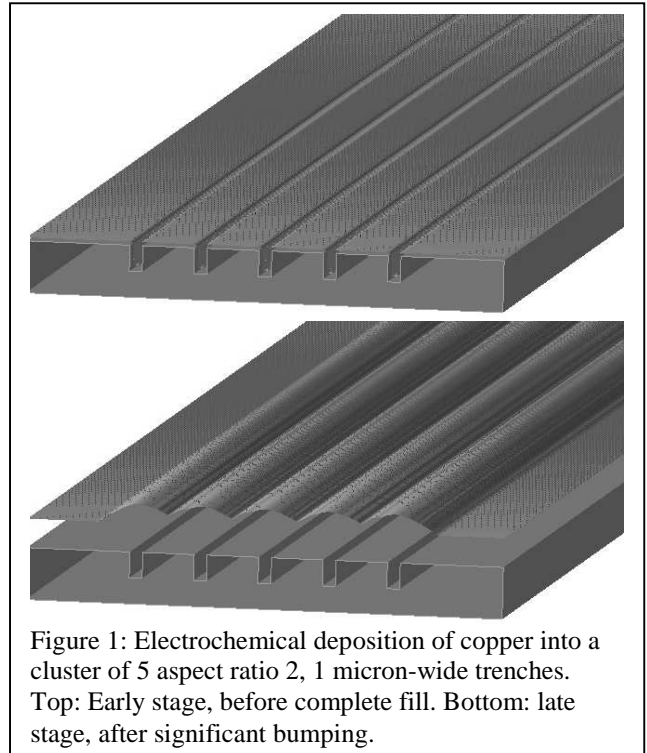 Figure 1: Electrochemical deposition of copper into a
cluster of 5 aspect ratio 2, 1 micron-wide trenches.
Top: Early stage, before complete fill. Bottom: late
stage, after significant bumping.